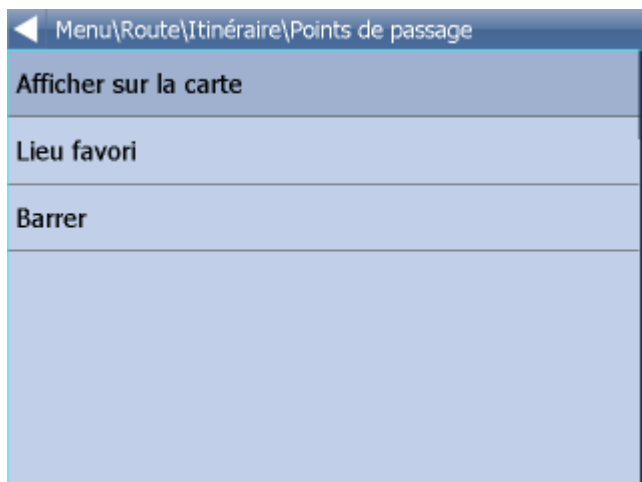 Menu\Route\Itinéraire\Points de passage
Afficher sur la carte
Lieu favori
Barrer